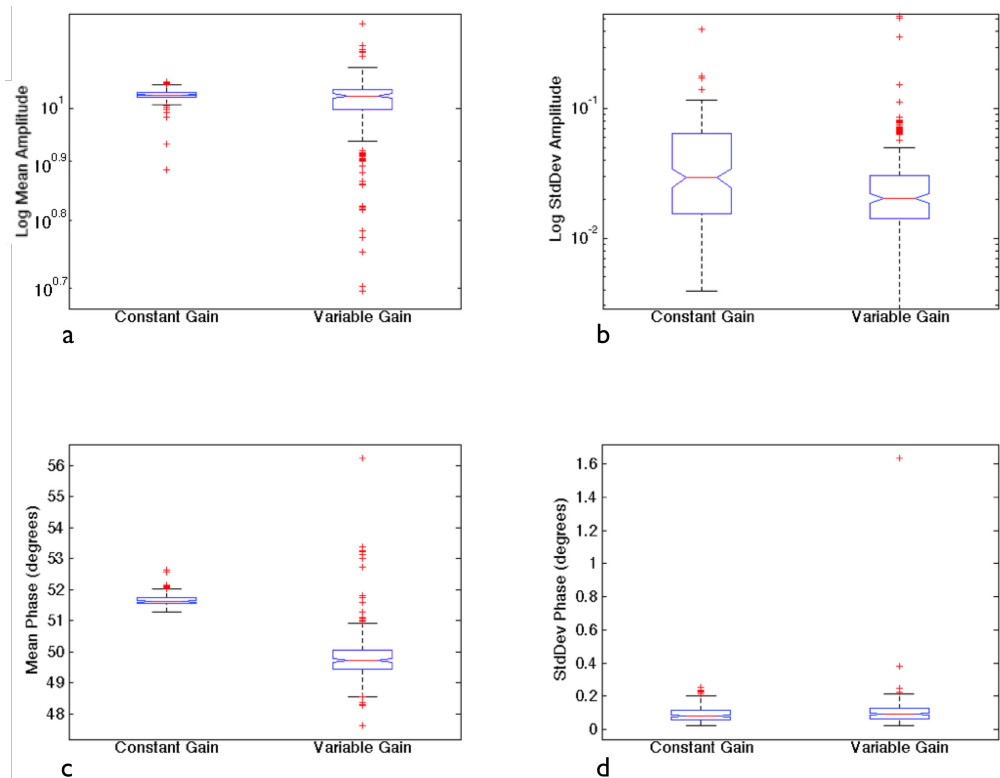 Log Mean Amplitude
10^1
10^0.9
10^0.8
10^0.7
Constant Gain Variable Gain
a
Log StdDev Amplitude
10^-1
10^-2
Constant Gain Variable Gain
b
Mean Phase (degrees)
56
55
54
53
52
51
50
49
48
Constant Gain Variable Gain
c
StdDev Phase (degrees)
1.6
1.4
1.2
1
0.8
0.6
0.4
0.2
0
Constant Gain Variable Gain
d